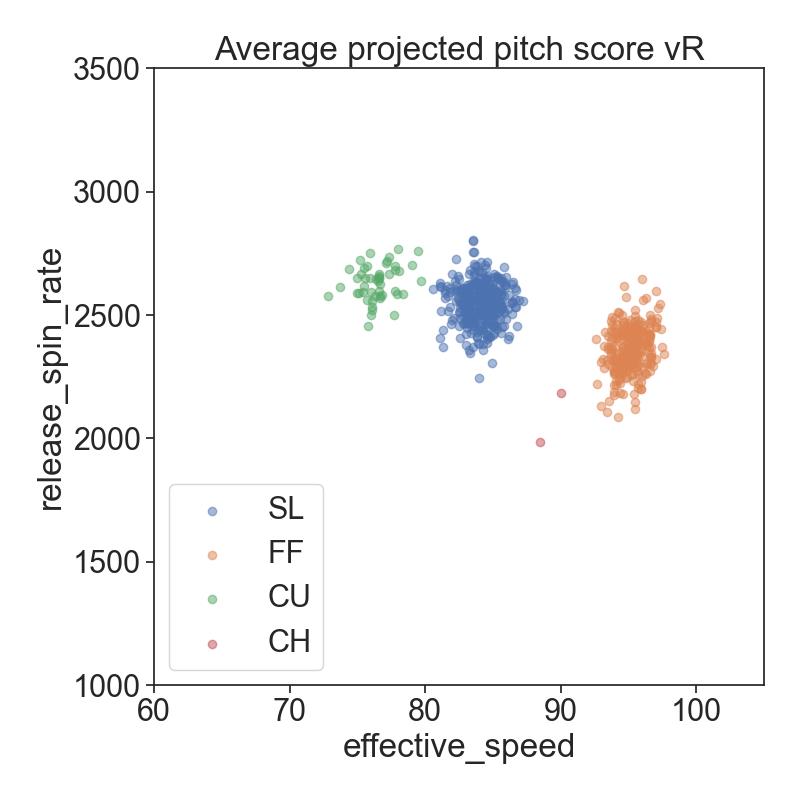 Average projected pitch score vR
3500
3000
2500
2000
1500
1000
release_spin_rate
SL
FF
CU
CH
60 70 80 90 100
effective_speed